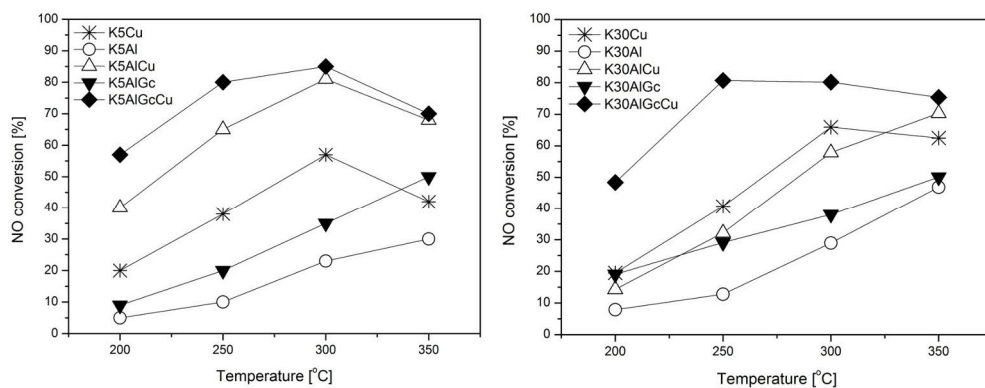 100
90
80
70
60
50
40
30
20
10
0
NO conversion [%]
K5Cu
K5Al
K5AlCu
K5AlGc
K5AlGcCu
200
250
300
350
Temperature [°C]
100
90
80
70
60
50
40
30
20
10
0
NO conversion [%]
K30Cu
K30Al
K30AlCu
K30AlGc
K30AlGcCu
200
250
300
350
Temperature [°C]